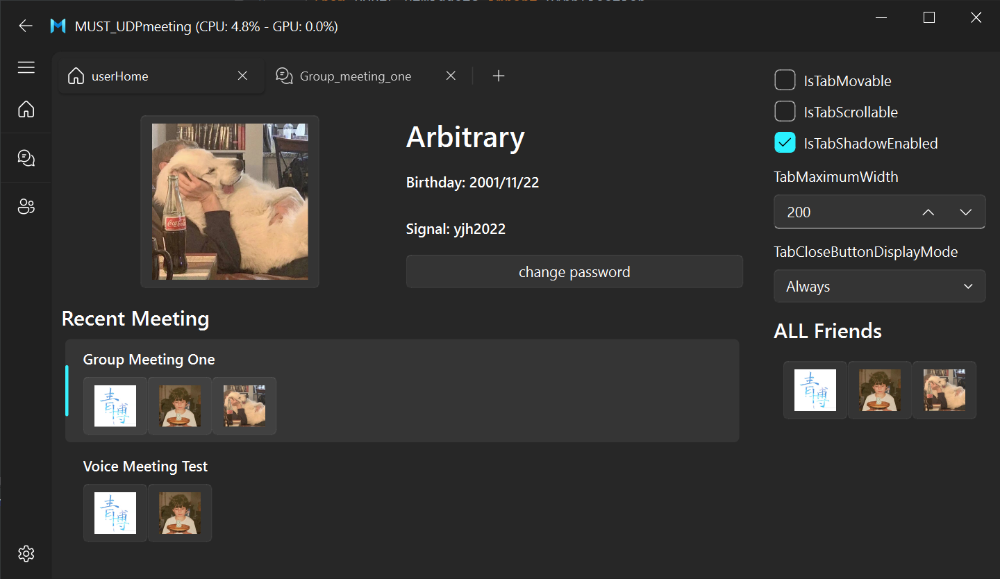 MUST_UDPmeeting (CPU: 4.8% - GPU: 0.0%)
userHome
Group_meeting_one
Arbitrary
Birthday: 2001/11/22
Signal: yjh2022
change password
Coca-Cola
Recent Meeting
Group Meeting One
青博
Voice Meeting Test
青博
IsTabMovable
IsTabScrollable
IsTabShadowEnabled
TabMaximumWidth
200
TabCloseButtonDisplayMode
Always
ALL Friends
青博